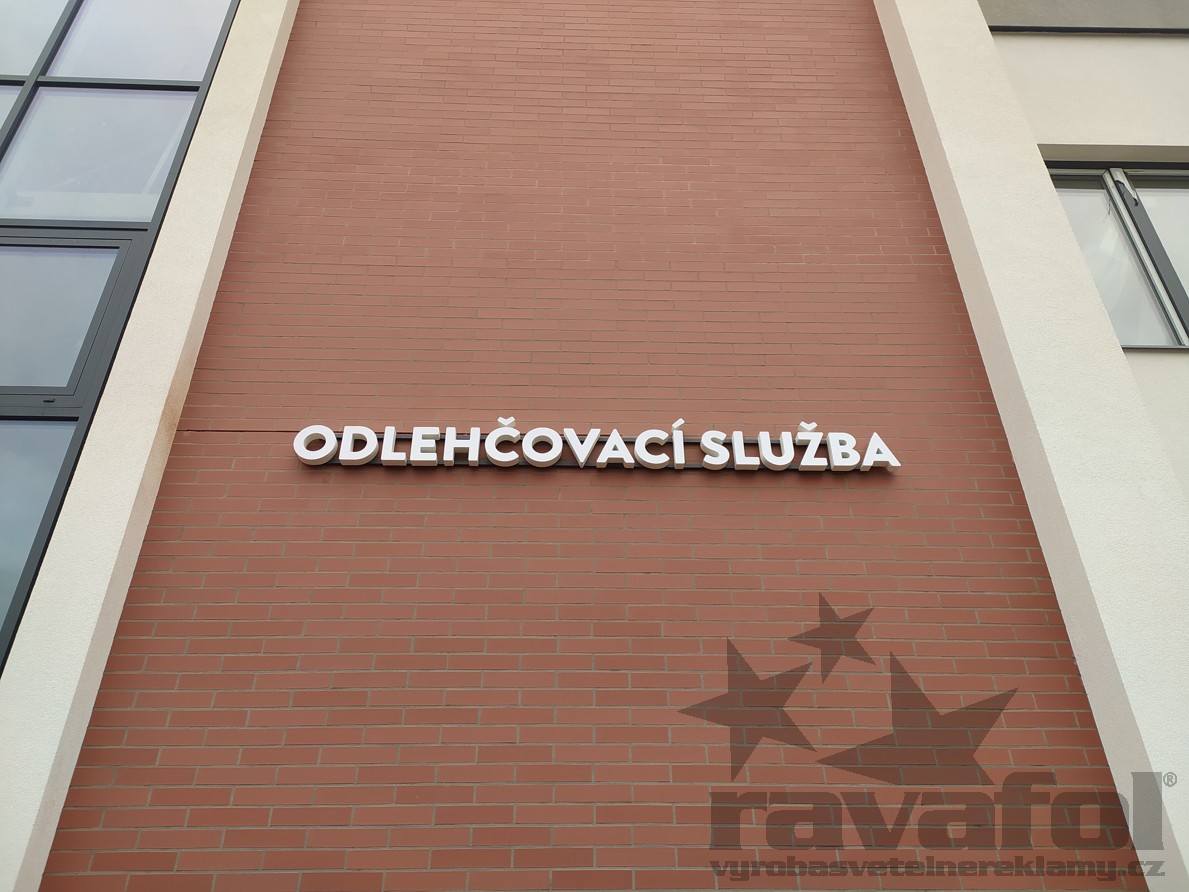 ODLEHČOVACÍ SLUŽBA
ravafol®
vyrobasvetelnereklamy.cz